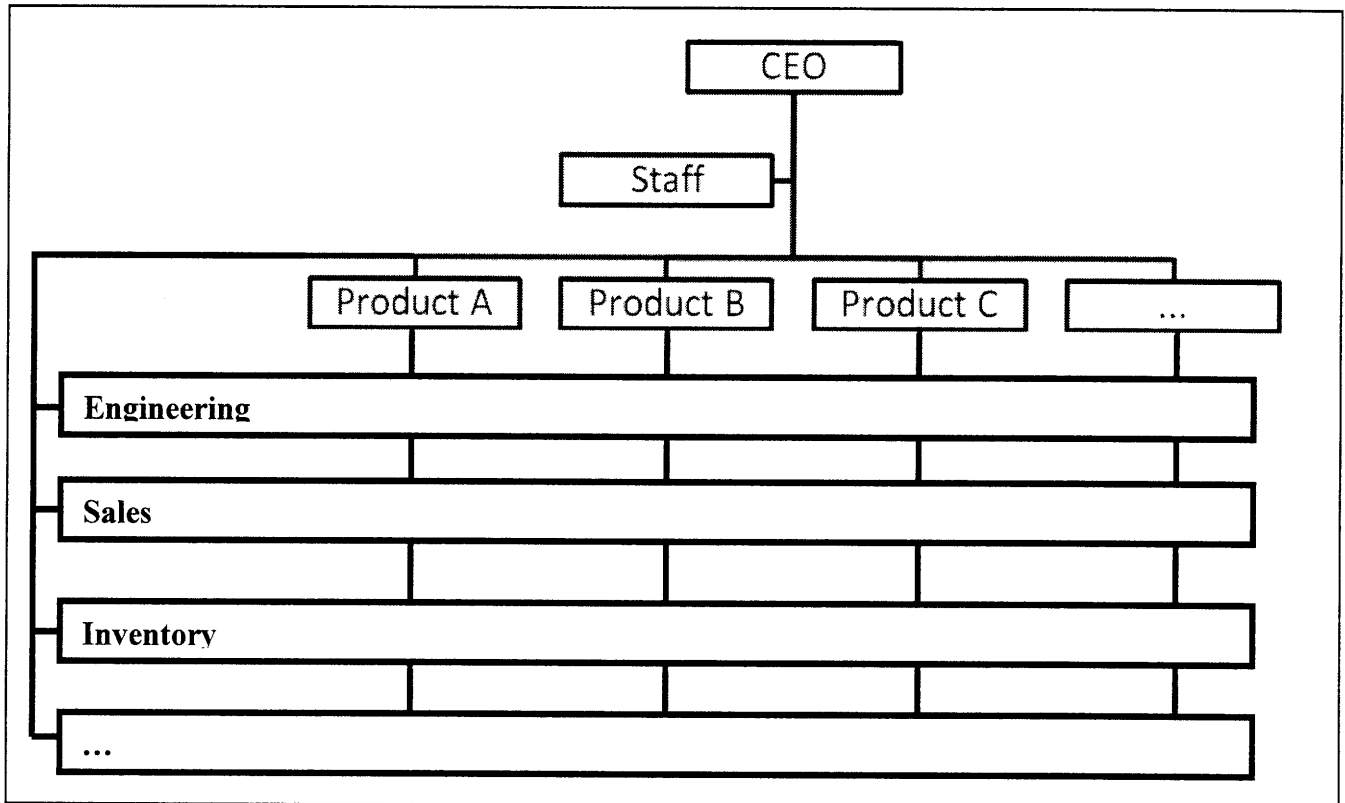 CEO
Staff
Product A
Product B
Product C
...
Engineering
Sales
Inventory
...